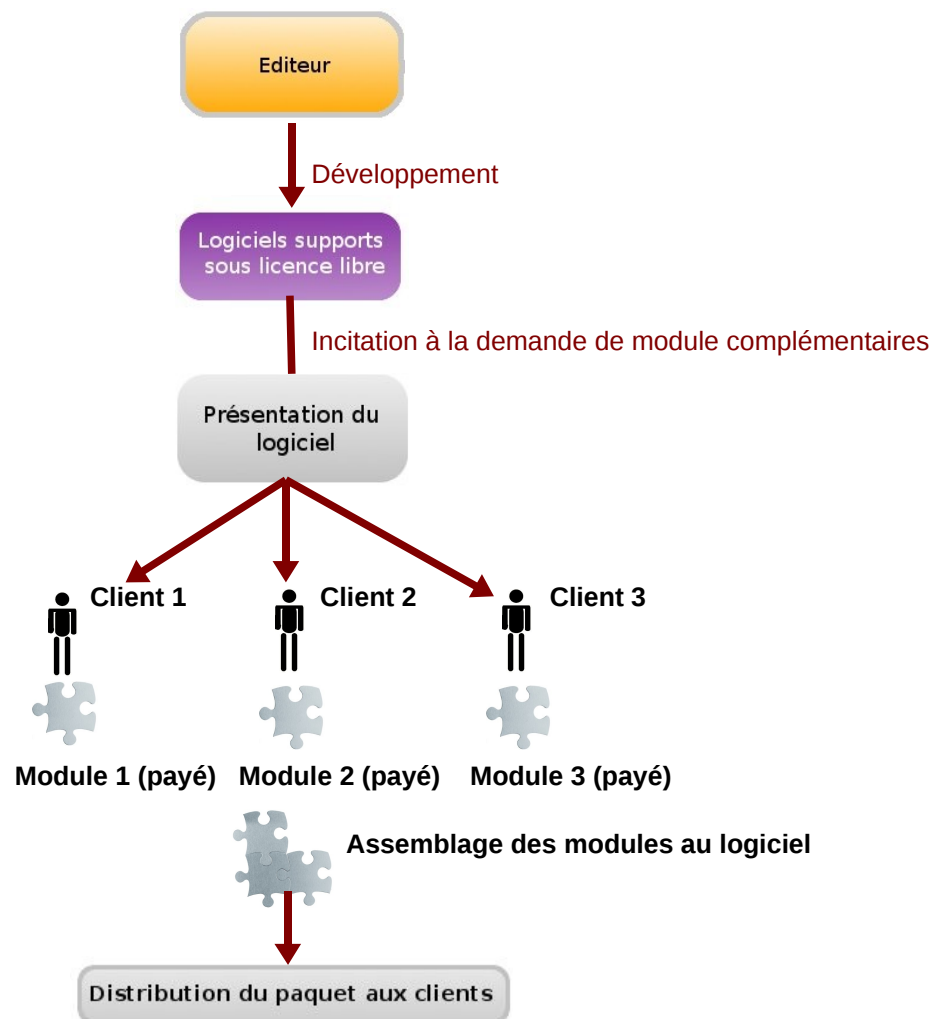 Editeur
Développement
Logiciels supports
sous licence libre
Incitation à la demande de module complémentaires
Présentation du
logiciel
Client 1
Client 2
Client 3
Module 1 (payé)
Module 2 (payé)
Module 3 (payé)
Assemblage des modules au logiciel
Distribution du paquet aux clients